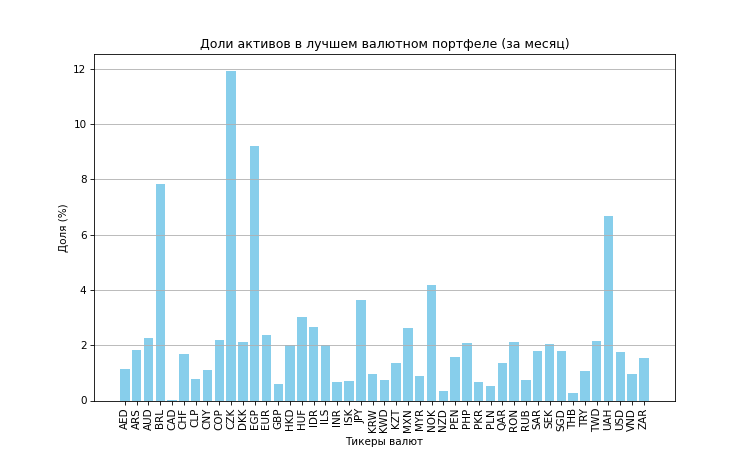 Доли активов в лучшем валютном портфеле (за месяц)
12
10
8
6
4
2
0
Доля (%)
AED ARS AUD BRL CAD CHF CLP CNY COP CZK DKK EGP EUR GBP HKD HUF IDR ILS INR ISK JPY KRW KWD KZT MXN MYR NOK NZD PEN PHP PKR PLN QAR RON RUB SAR SEK SGD THB TRY TWD UAH USD VND ZAR
Тикеры валют